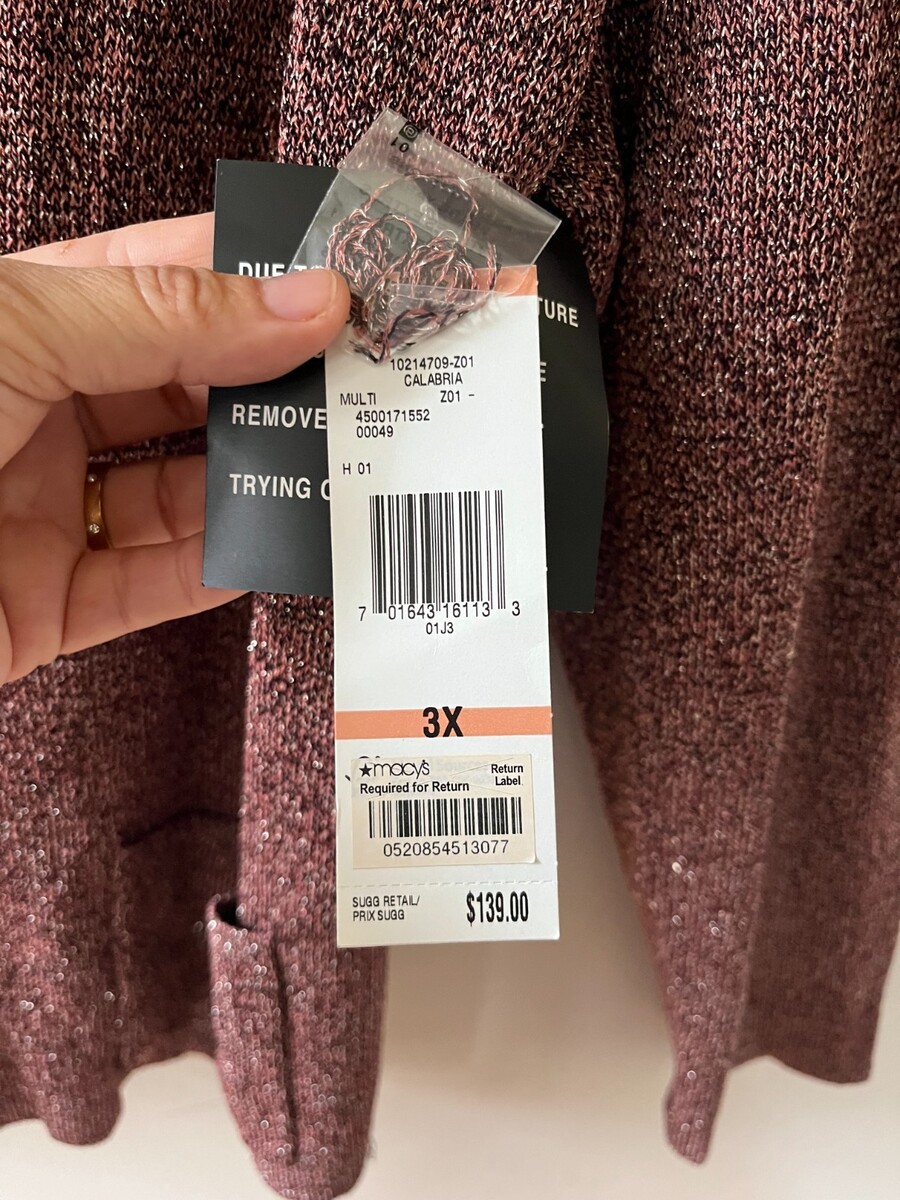 DUE
TURE
REMOVE
TRYING
10214709-Z01
CALABRIA
MULTI Z01 -
4500171552
00049
H 01
7 01643 16113 3
01J3
3X
★macy's Return
Required for Return Label
0520854513077
SUGG RETAIL/ $139.00
PRIX SUGG